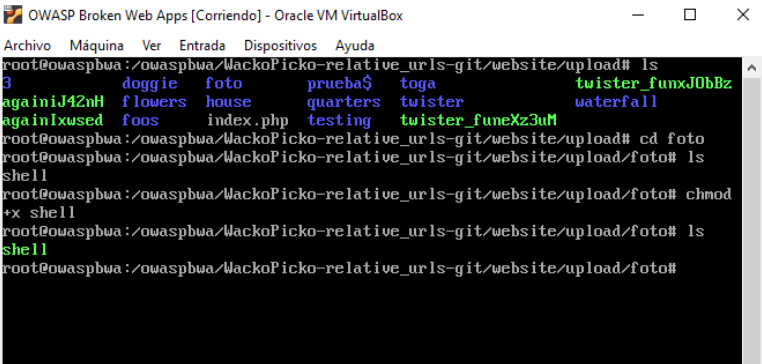 OWASP Broken Web Apps [Corriendo] - Oracle VM VirtualBox
Archivo Máquina Ver Entrada Dispositivos Ayuda
root@owaspbwa:/owaspbwa/WackoPicko-relative_urls-git/website/upload# ls
3 doggie foto prueba$ toga twister_funxJObBz
againiJ42nH flowers house quarters twister waterfall
againIxwsed foos index.php testing twister_funeXz3uM
root@owaspbwa:/owaspbwa/WackoPicko-relative_urls-git/website/upload# cd foto
root@owaspbwa:/owaspbwa/WackoPicko-relative_urls-git/website/upload/foto# ls
shell
root@owaspbwa:/owaspbwa/WackoPicko-relative_urls-git/website/upload/foto# chmod
+x shell
root@owaspbwa:/owaspbwa/WackoPicko-relative_urls-git/website/upload/foto# ls
shell
root@owaspbwa:/owaspbwa/WackoPicko-relative_urls-git/website/upload/foto#